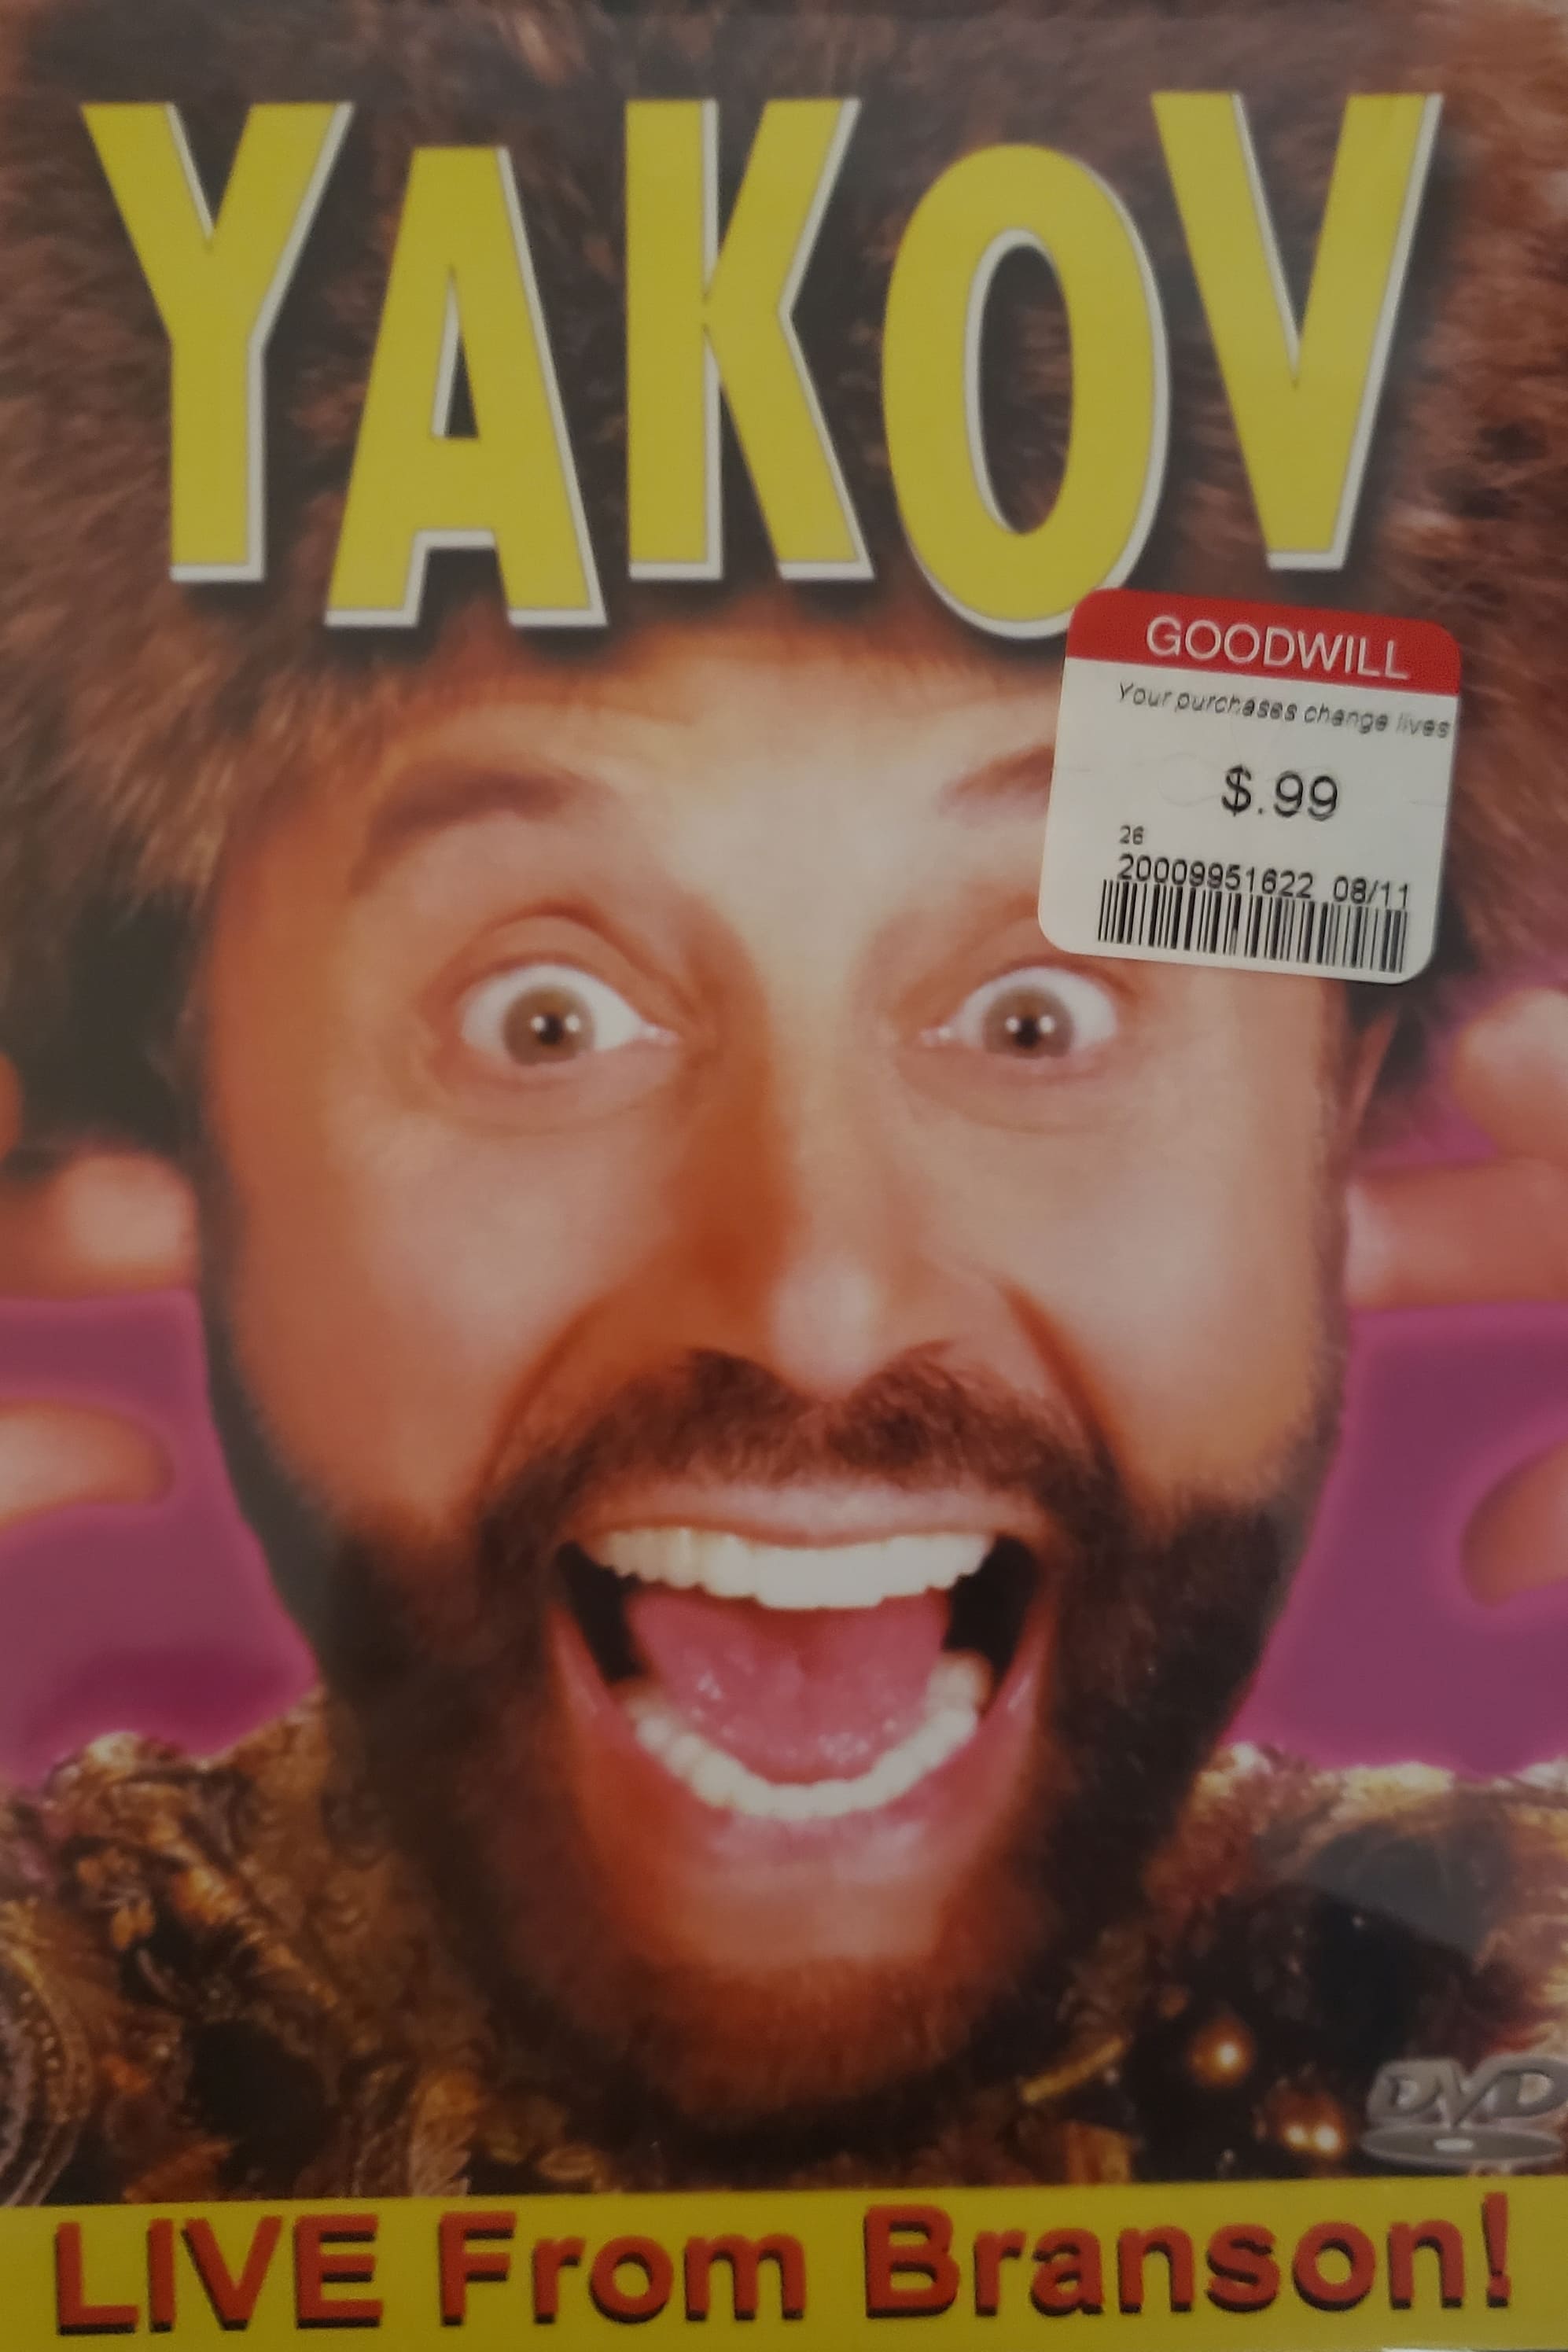 YAKOV
GOODWILL
Your purchases change lives
$.99
26
20009951622 08/11
DVD
LIVE From Branson!